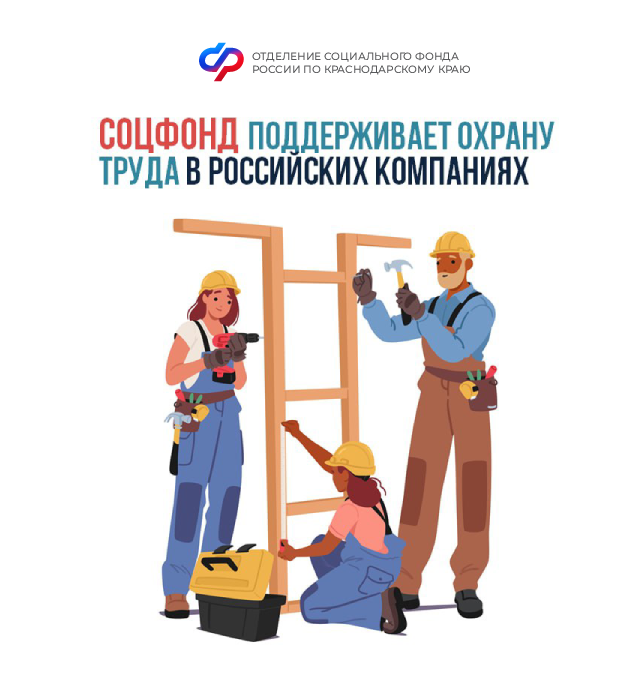 ОТДЕЛЕНИЕ СОЦИАЛЬНОГО ФОНДА
РОССИИ ПО КРАСНОДАРСКОМУ КРАЮ
СОЦФОНД ПОДДЕРЖИВАЕТ ОХРАНУ
ТРУДА В РОССИЙСКИХ КОМПАНИЯХ